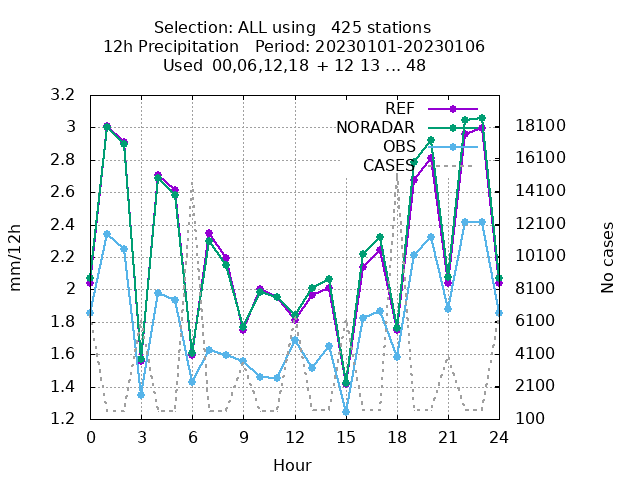 Selection: ALL using 425 stations
12h Precipitation Period: 20230101-20230106
Used 00,06,12,18 + 12 13 ... 48
REF
NORADAR
OBS
CASES
mm/12h
3.2
3
2.8
2.6
2.4
2.2
2
1.8
1.6
1.4
1.2
18100
16100
14100
12100
10100
8100
6100
4100
2100
100
No cases
0 3 6 9 12 15 18 21 24
Hour